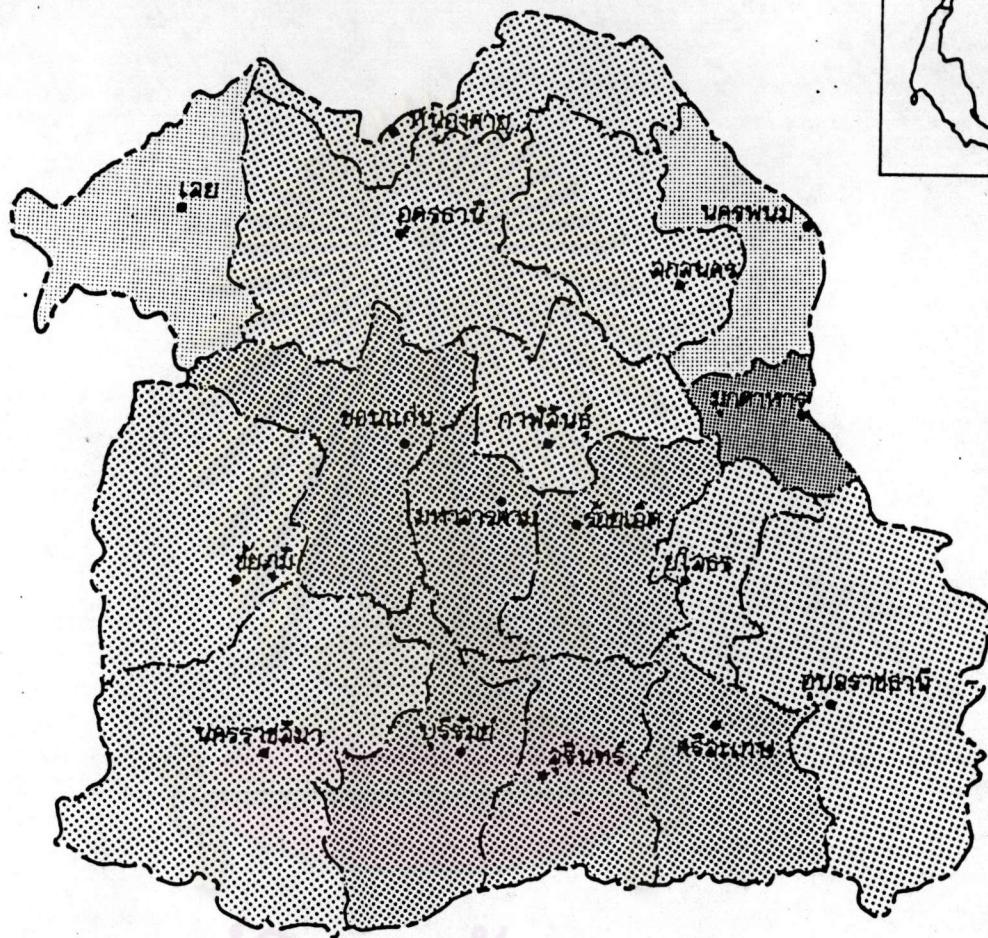 หนองคาย
เลย
อุดรธานี
นครพนม
สกลนคร
มุกดาหาร
ขอนแก่น
กาฬสินธุ์
มหาสารคาม
ร้อยเอ็ด
ชัยภูมิ
ยโสธร
อุบลราชธานี
นครราชสีมา
บุรีรัมย์
สุรินทร์
ศรีสะเกษ